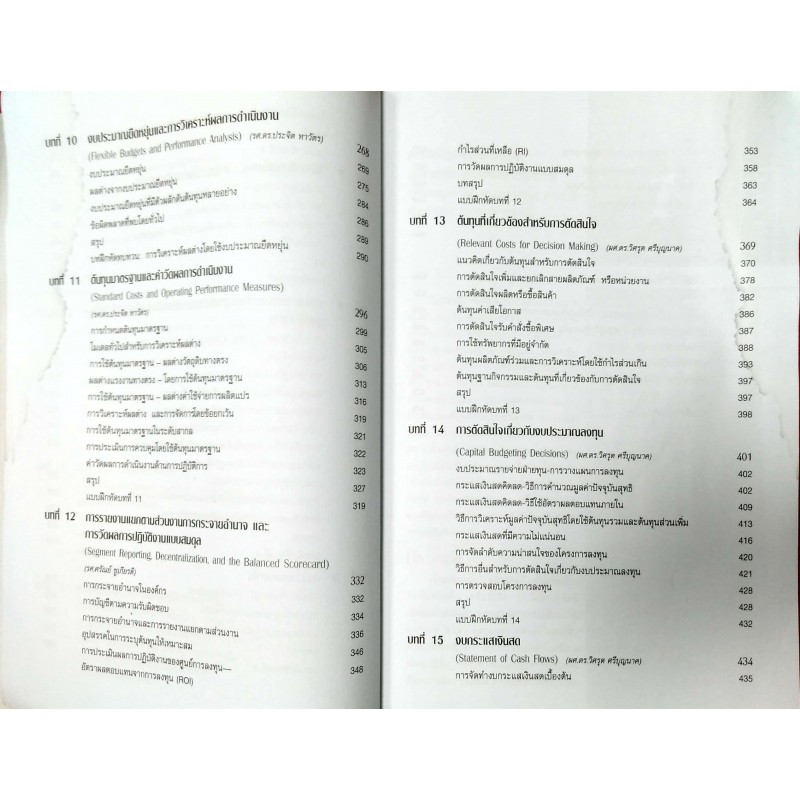 บทที่ 10 งบประมาณยืดหยุ่นและการวิเคราะห์ผลการดำเนินงาน
(Flexible Budgets and Performance Analysis) (รศ.ดร.ประจิต หาวัตร) 268
งบประมาณยืดหยุ่น 269
ผลต่างจากงบประมาณยืดหยุ่น 275
งบประมาณยืดหยุ่นที่มีตัวผลักดันต้นทุนหลายอย่าง 284
ข้อผิดพลาดที่พบโดยทั่วไป 286
สรุป 289
บทฝึกหัดทบทวน: การวิเคราะห์ผลต่างโดยใช้งบประมาณยืดหยุ่น 290
บทที่ 11 ต้นทุนมาตรฐานและค่าวัดผลการดำเนินงาน
(Standard Costs and Operating Performance Measures)
(รศ.ดร.ประจิต หาวัตร) 296
การกำหนดต้นทุนมาตรฐาน 299
โมเดลทั่วไปสำหรับการวิเคราะห์ผลต่าง 305
การใช้ต้นทุนมาตรฐาน – ผลต่างวัตถุดิบทางตรง 306
ผลต่างแรงงานทางตรง – โดยการใช้ต้นทุนมาตรฐาน 313
การใช้ต้นทุนมาตรฐาน – ผลต่างค่าใช้จ่ายการผลิตแปร 316
การวิเคราะห์ผลต่าง และการจัดการโดยข้อยกเว้น 319
การใช้ต้นทุนมาตรฐานในระดับสากล 321
การประเมินการควบคุมโดยใช้ต้นทุนมาตรฐาน 322
ค่าวัดผลการดำเนินงานด้านการปฏิบัติการ 323
สรุป 327
แบบฝึกหัดบทที่ 11 319
บทที่ 12 การรายงานแยกตามส่วนงานการกระจายอำนาจ และ
การวัดผลการปฏิบัติงานแบบสมดุล
(Segment Reporting, Decentralization, and the Balanced Scorecard)
(รศ.ศรัณย์ ชูเกียรติ) 332
การกระจายอำนาจในองค์กร 332
การบัญชีตามความรับผิดชอบ 334
การกระจายอำนาจและการรายงานแยกตามส่วนงาน 336
อุปสรรคในการระบุต้นทุนให้เหมาะสม 346
การประเมินผลการปฏิบัติงานของศูนย์การลงทุน—
อัตราผลตอบแทนจากการลงทุน (ROI) 348
กำไรส่วนที่เหลือ (RI) 353
การวัดผลการปฏิบัติงานแบบสมดุล 358
บทสรุป 363
แบบฝึกหัดบทที่ 12 364
บทที่ 13 ต้นทุนที่เกี่ยวข้องสำหรับการตัดสินใจ
(Relevant Costs for Decision Making) (ผศ.ดร.วิศรุต ศรีบุญนาค) 369
แนวคิดเกี่ยวกับต้นทุนสำหรับการตัดสินใจ 370
การตัดสินใจเพิ่มและยกเลิกสายผลิตภัณฑ์ หรือหน่วยงาน 378
การตัดสินใจผลิตหรือซื้อสินค้า 382
ต้นทุนค่าเสียโอกาส 386
การตัดสินใจรับคำสั่งซื้อพิเศษ 387
การใช้ทรัพยากรที่มีอยู่จำกัด 388
ต้นทุนผลิตภัณฑ์ร่วมและการวิเคราะห์โดยใช้กำไรส่วนเกิน 393
ต้นทุนฐานกิจกรรมและต้นทุนที่เกี่ยวข้องกับการตัดสินใจ 397
สรุป 397
แบบฝึกหัดบทที่ 13 398
บทที่ 14 การตัดสินใจเกี่ยวกับงบประมาณลงทุน
(Capital Budgeting Decisions) (ผศ.ดร.วิศรุต ศรีบุญนาค) 401
งบประมาณรายจ่ายฝ่ายทุน-การวางแผนการลงทุน 402
กระแสเงินสดคิดลด-วิธีการคำนวณมูลค่าปัจจุบันสุทธิ 402
กระแสเงินสดคิดลด-วิธีใช้อัตราผลตอบแทนภายใน 409
วิธีการวิเคราะห์มูลค่าปัจจุบันสุทธิโดยใช้ต้นทุนรวมและต้นทุนส่วนเพิ่ม 413
กระแสเงินสดที่มีความไม่แน่นอน 416
การจัดลำดับความน่าสนใจของโครงการลงทุน 420
วิธีการอื่นสำหรับการตัดสินใจเกี่ยวกับงบประมาณลงทุน 421
การตรวจสอบโครงการลงทุน 428
สรุป 428
แบบฝึกหัดบทที่ 14 432
บทที่ 15 งบกระแสเงินสด
(Statement of Cash Flows) (ผศ.ดร.วิศรุต ศรีบุญนาค) 434
การจัดทำงบกระแสเงินสดเบื้องต้น 435